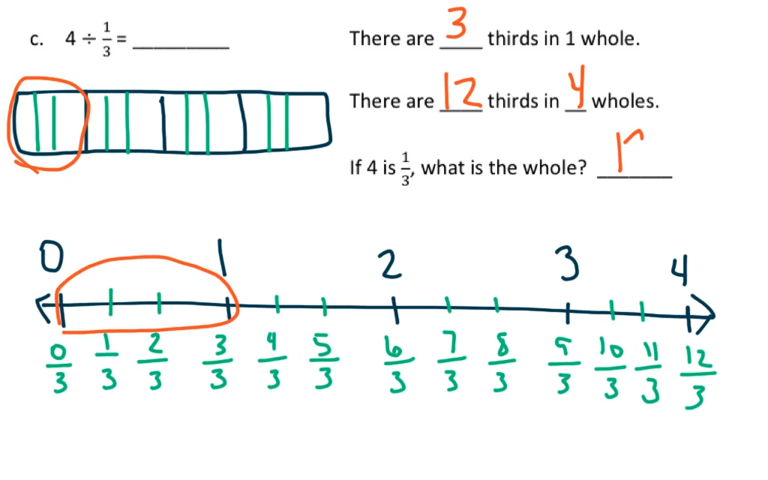 c. 4 ÷ 1/3 = ________
There are 3 thirds in 1 whole.
There are 12 thirds in 4 wholes.
If 4 is 1/3, what is the whole? ________
0 1 2 3 4
0/3 1/3 2/3 3/3 4/3 5/3 6/3 7/3 8/3 9/3 10/3 11/3 12/3